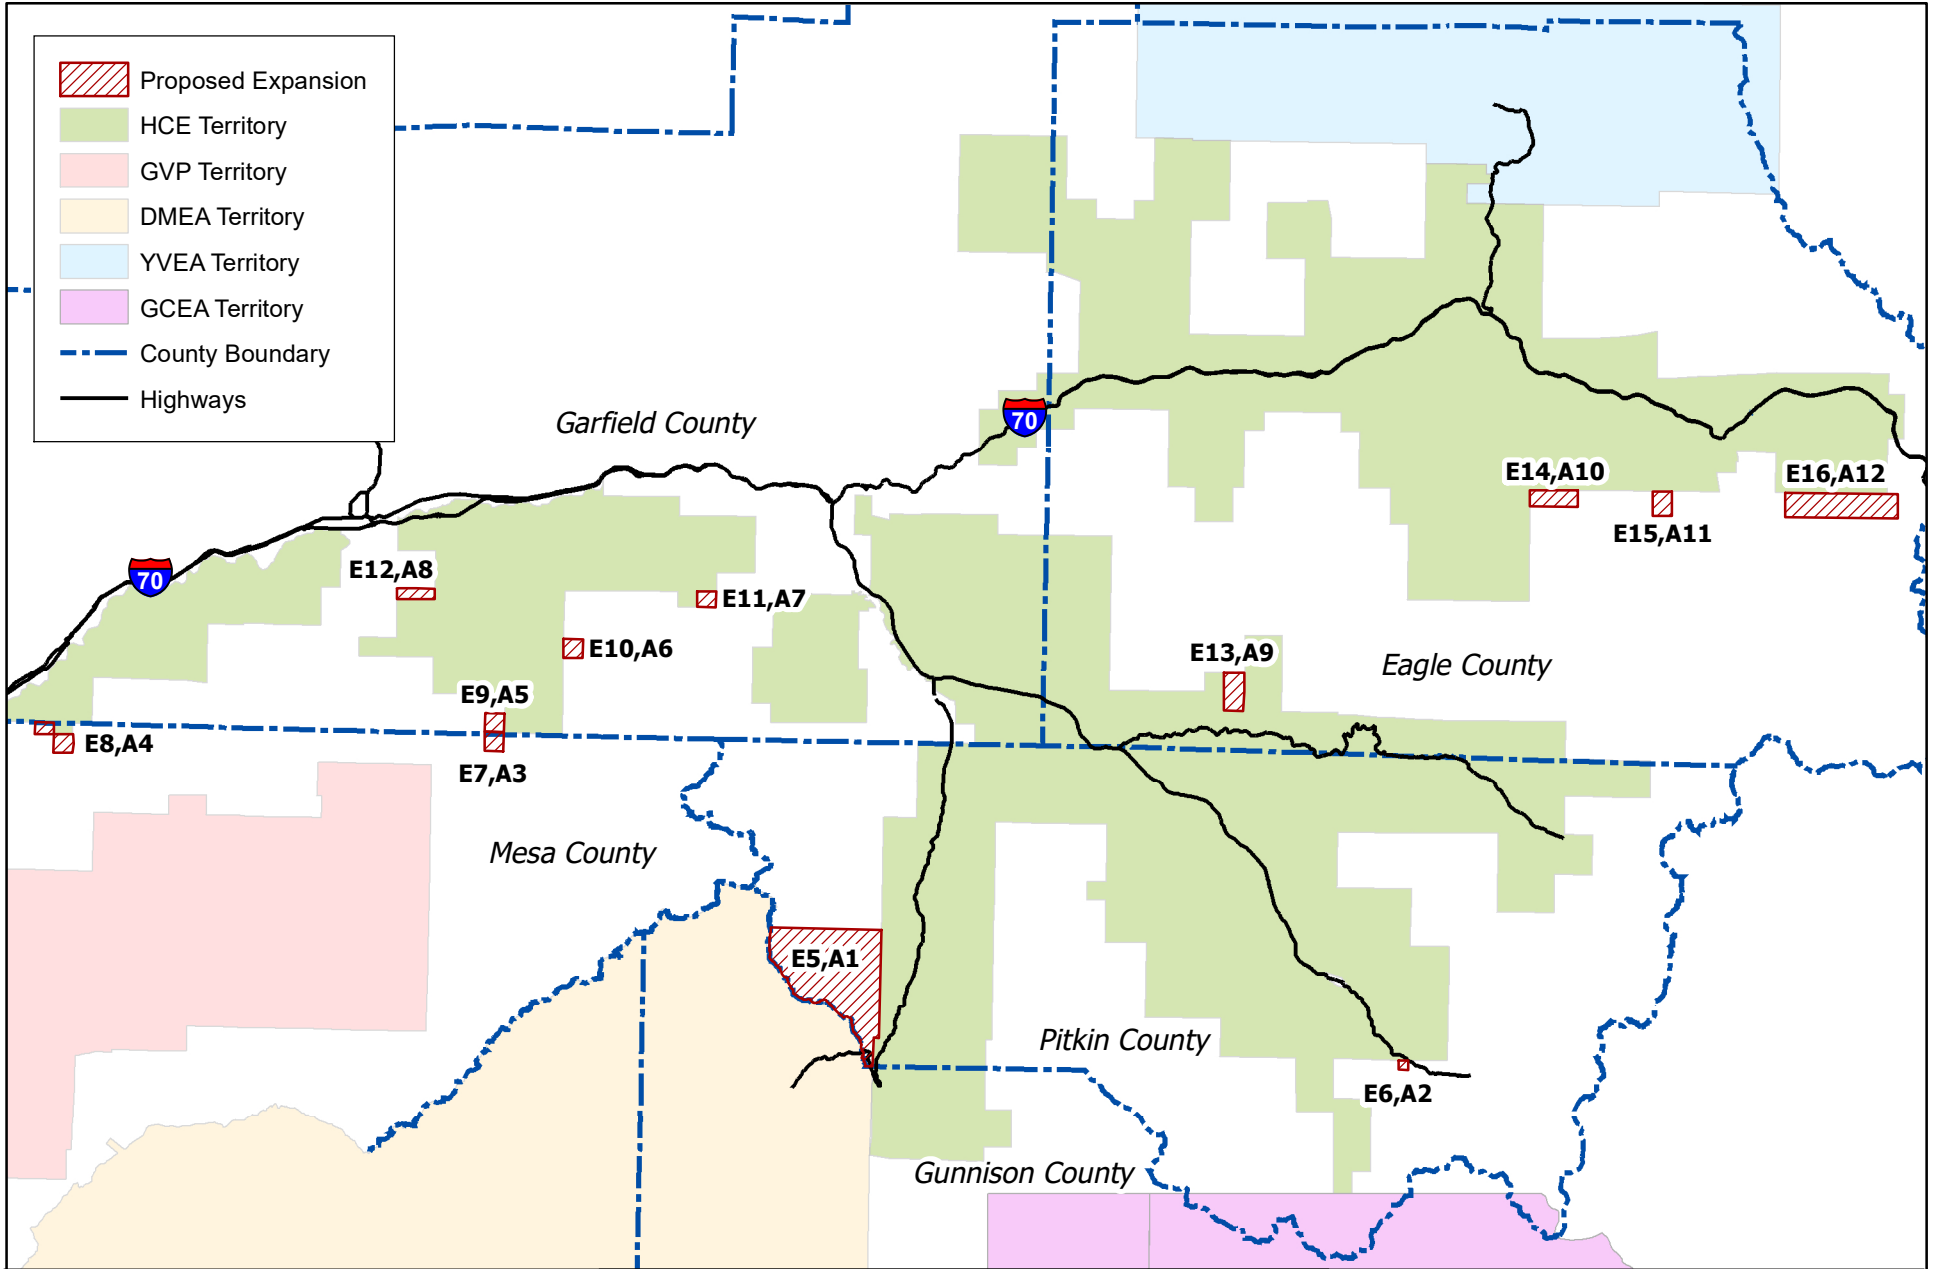 Proposed Expansion
HCE Territory
GVP Territory
DMEA Territory
YVEA Territory
GCEA Territory
County Boundary
Highways
Garfield County
70
E14,A10
E16,A12
E15,A11
70
E12,A8
E11,A7
E10,A6
E13,A9
Eagle County
E9,A5
E8,A4
E7,A3
Mesa County
E5,A1
Pitkin County
E6,A2
Gunnison County